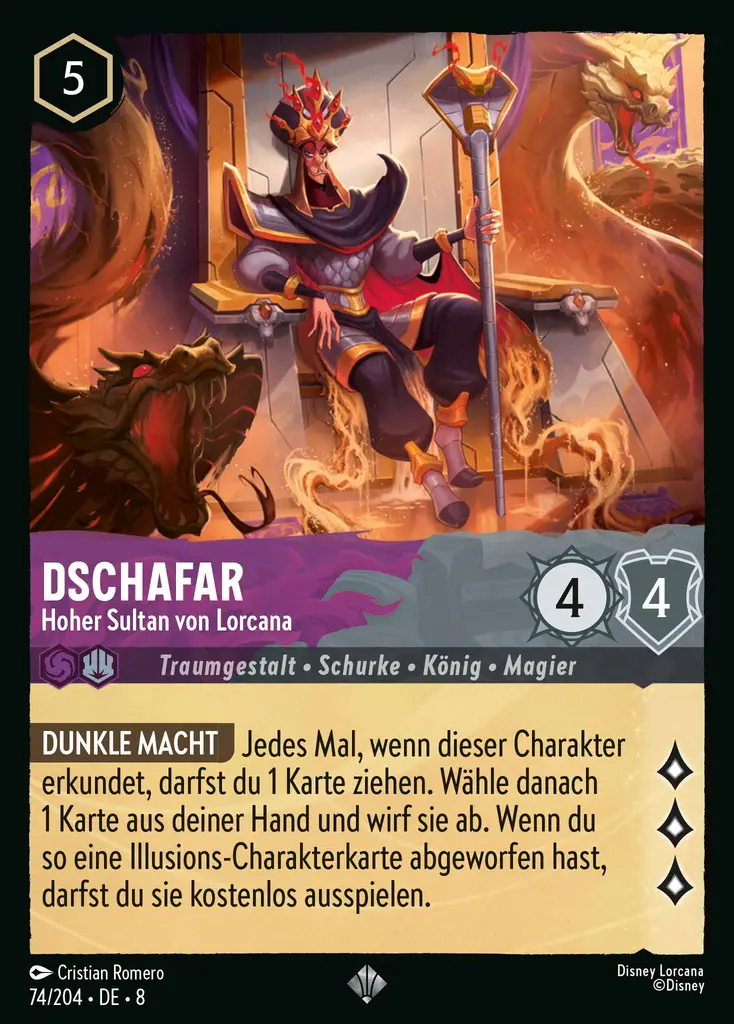 5
DSCHAFAR
Hoher Sultan von Lorcana
4
4
Traumgestalt • Schurke • König • Magier
DUNKLE MACHT Jedes Mal, wenn dieser Charakter
erkundet, darfst du 1 Karte ziehen. Wähle danach
1 Karte aus deiner Hand und wirf sie ab. Wenn du
so eine Illusions-Charakterkarte abgeworfen hast,
darfst du sie kostenlos ausspielen.
Cristian Romero
74/204 • DE • 8
Disney Lorcana
©Disney